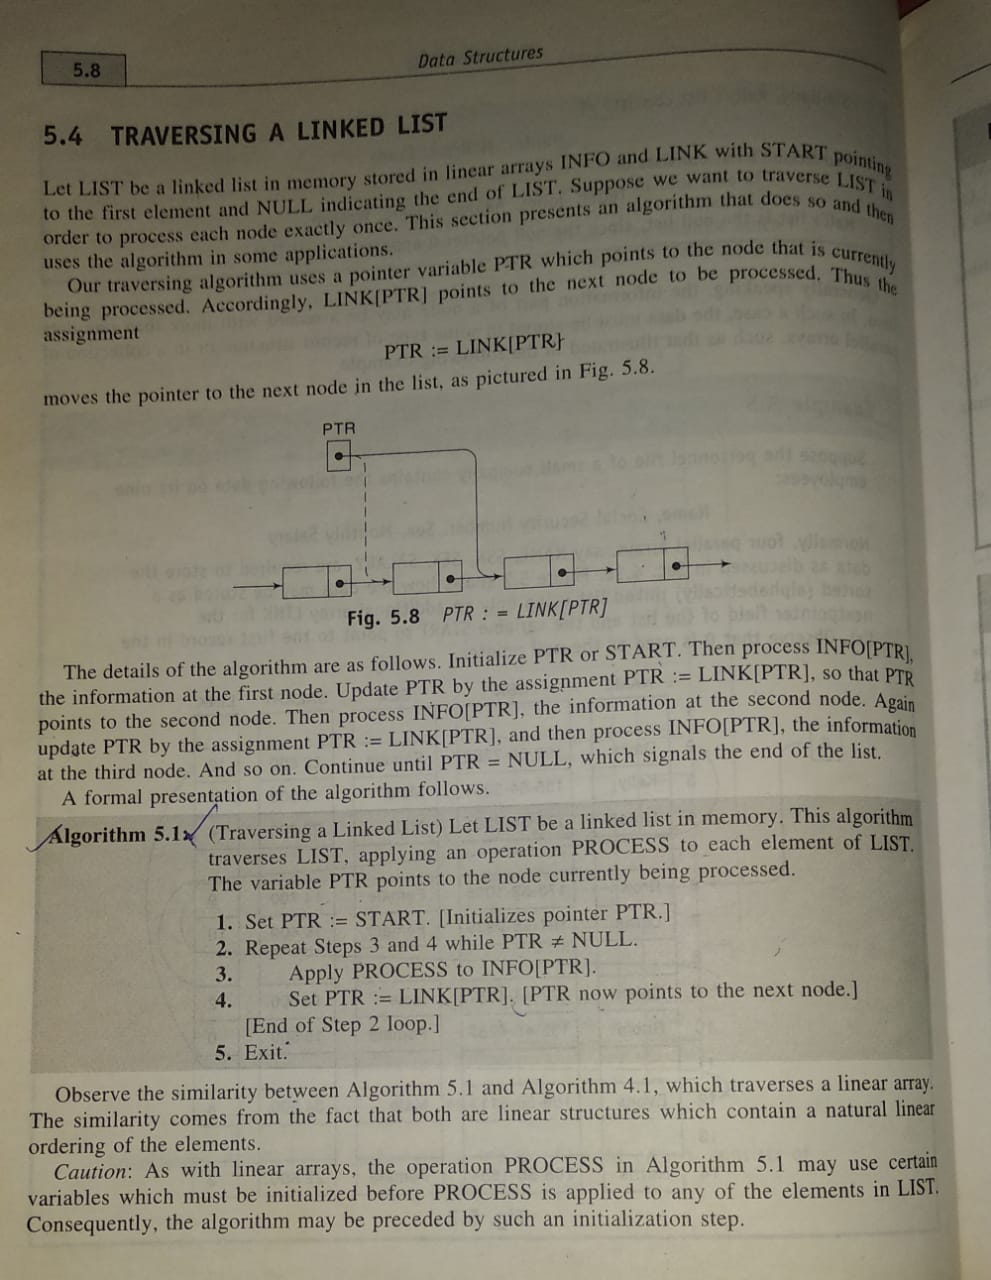 5.8
Data Structures
5.4 TRAVERSING A LINKED LIST
Let LIST be a linked list in memory stored in linear arrays INFO and LINK with START pointing
to the first element and NULL indicating the end of LIST. Suppose we want to traverse LIST in
order to process each node exactly once. This section presents an algorithm that does so and then
uses the algorithm in some applications.
Our traversing algorithm uses a pointer variable PTR which points to the node that is currently
being processed. Accordingly, LINK[PTR] points to the next node to be processed. Thus the
assignment
PTR := LINK[PTR}
moves the pointer to the next node in the list, as pictured in Fig. 5.8.
PTR
Fig. 5.8 PTR : = LINK[PTR]
The details of the algorithm are as follows. Initialize PTR or START. Then process INFO[PTR],
the information at the first node. Update PTR by the assignment PTR := LINK[PTR], so that PTR
points to the second node. Then process INFO[PTR], the information at the second node. Again
update PTR by the assignment PTR := LINK[PTR], and then process INFO[PTR], the information
at the third node. And so on. Continue until PTR = NULL, which signals the end of the list.
A formal presentation of the algorithm follows.
Algorithm 5.1: (Traversing a Linked List) Let LIST be a linked list in memory. This algorithm
traverses LIST, applying an operation PROCESS to each element of LIST.
The variable PTR points to the node currently being processed.
1. Set PTR := START. [Initializes pointer PTR.]
2. Repeat Steps 3 and 4 while PTR ≠ NULL.
3. Apply PROCESS to INFO[PTR].
4. Set PTR := LINK[PTR]. [PTR now points to the next node.]
[End of Step 2 loop.]
5. Exit.
Observe the similarity between Algorithm 5.1 and Algorithm 4.1, which traverses a linear array.
The similarity comes from the fact that both are linear structures which contain a natural linear
ordering of the elements.
Caution: As with linear arrays, the operation PROCESS in Algorithm 5.1 may use certain
variables which must be initialized before PROCESS is applied to any of the elements in LIST.
Consequently, the algorithm may be preceded by such an initialization step.